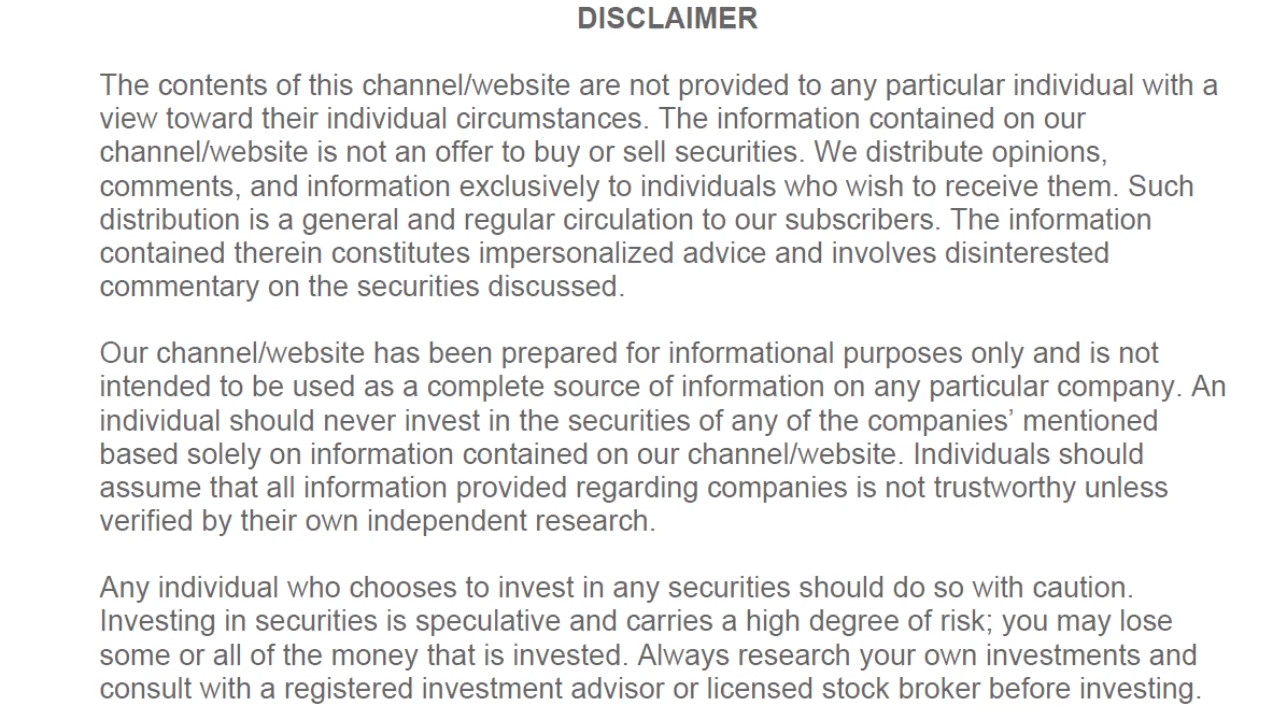 DISCLAIMER
The contents of this channel/website are not provided to any particular individual with a
view toward their individual circumstances. The information contained on our
channel/website is not an offer to buy or sell securities. We distribute opinions,
comments, and information exclusively to individuals who wish to receive them. Such
distribution is a general and regular circulation to our subscribers. The information
contained therein constitutes impersonalized advice and involves disinterested
commentary on the securities discussed.
Our channel/website has been prepared for informational purposes only and is not
intended to be used as a complete source of information on any particular company. An
individual should never invest in the securities of any of the companies’ mentioned
based solely on information contained on our channel/website. Individuals should
assume that all information provided regarding companies is not trustworthy unless
verified by their own independent research.
Any individual who chooses to invest in any securities should do so with caution.
Investing in securities is speculative and carries a high degree of risk; you may lose
some or all of the money that is invested. Always research your own investments and
consult with a registered investment advisor or licensed stock broker before investing.